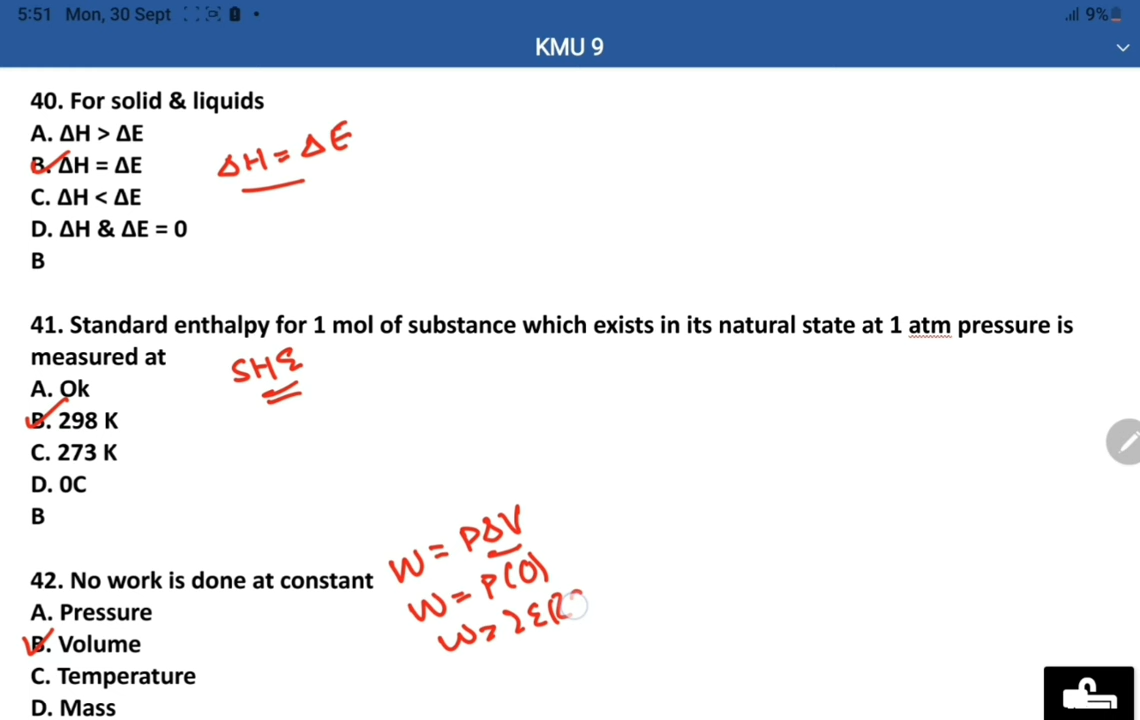 5:51 Mon, 30 Sept 9%
KMU 9
40. For solid & liquids
A. ΔH > ΔE
B. ΔH = ΔE
ΔH = ΔE
C. ΔH < ΔE
D. ΔH & ΔE = 0
B
41. Standard enthalpy for 1 mol of substance which exists in its natural state at 1 atm pressure is
measured at
SHE
A. Ok
B. 298 K
C. 273 K
D. 0C
B
W = PΔV
42. No work is done at constant
W = P(0)
A. Pressure
W = ZER
B. Volume
C. Temperature
D. Mass